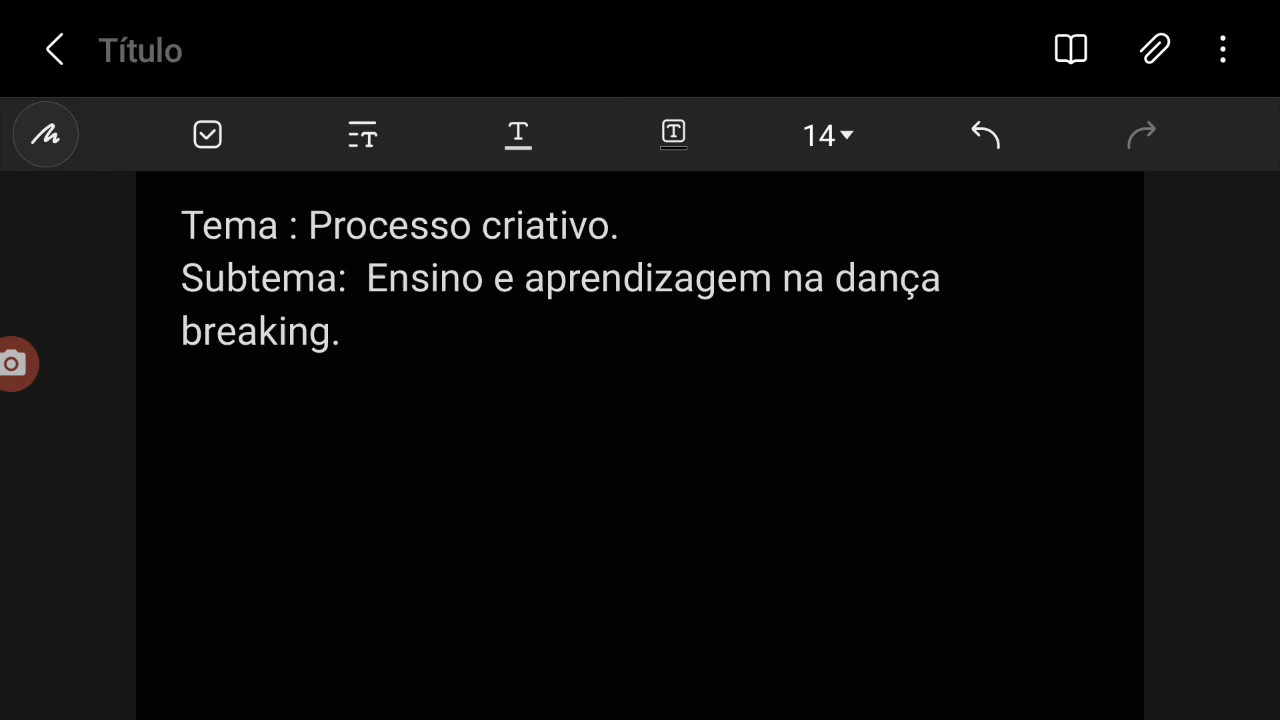 Título
14
Tema : Processo criativo.
Subtema:  Ensino e aprendizagem na dança
breaking.